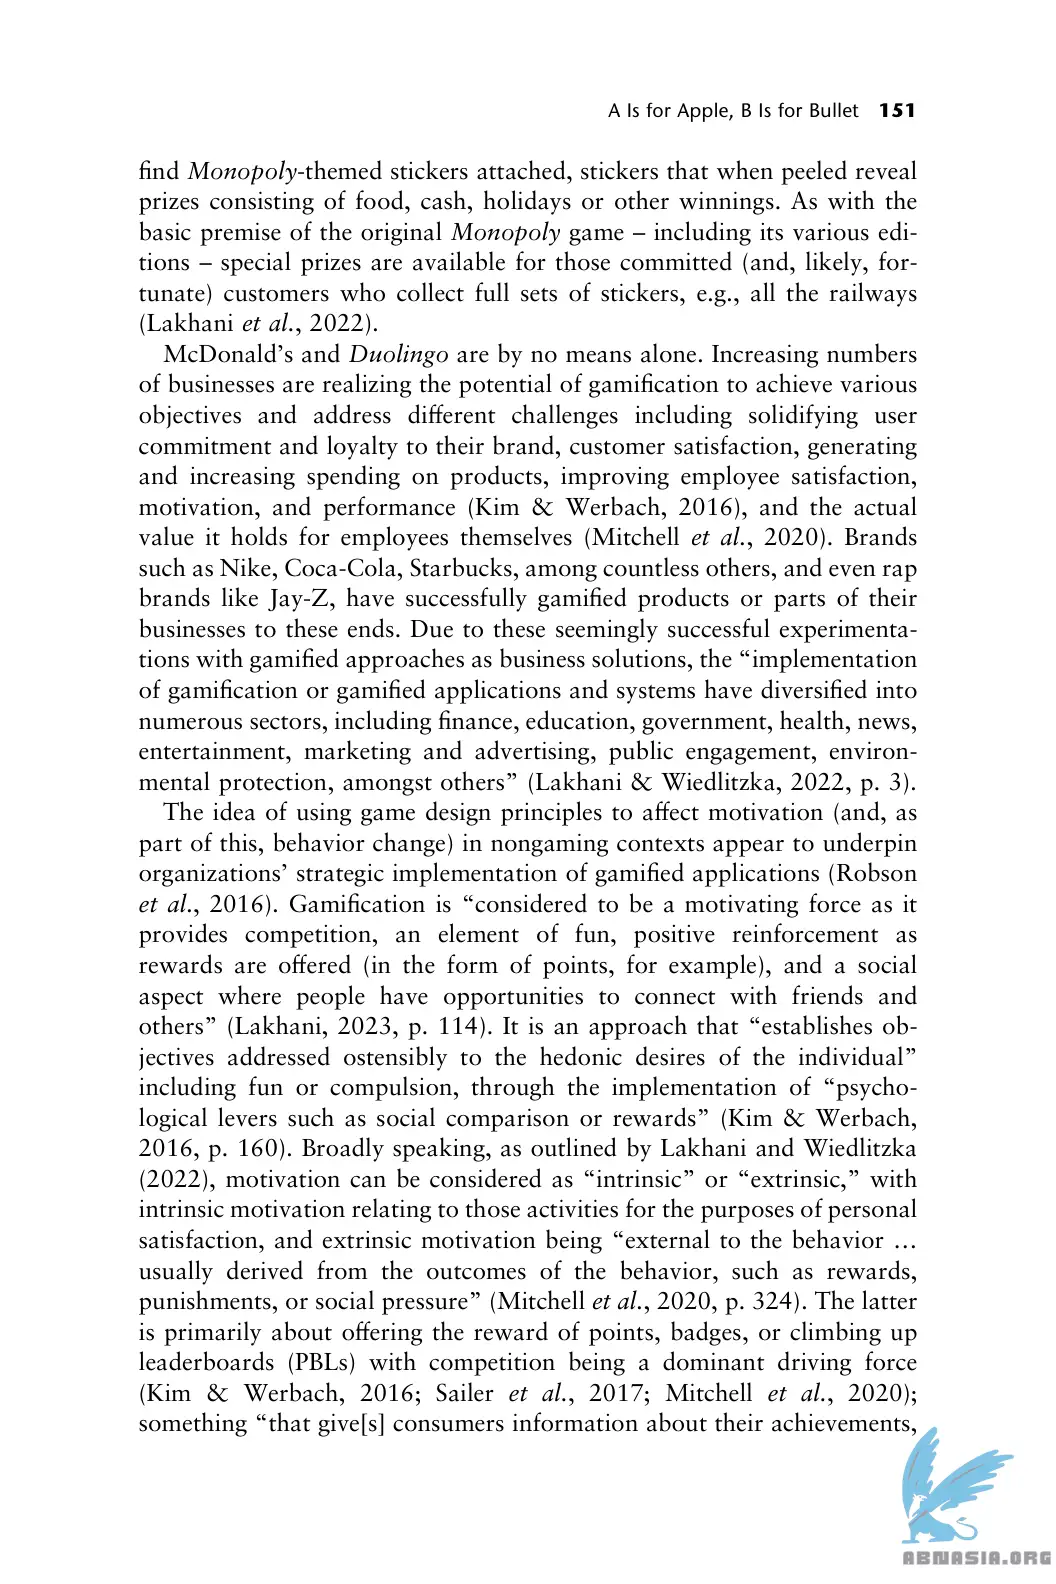 A Is for Apple, B Is for Bullet 151
find Monopoly-themed stickers attached, stickers that when peeled reveal
prizes consisting of food, cash, holidays or other winnings. As with the
basic premise of the original Monopoly game – including its various edi-
tions – special prizes are available for those committed (and, likely, for-
tunate) customers who collect full sets of stickers, e.g., all the railways
(Lakhani et al., 2022).
McDonald’s and Duolingo are by no means alone. Increasing numbers
of businesses are realizing the potential of gamification to achieve various
objectives and address different challenges including solidifying user
commitment and loyalty to their brand, customer satisfaction, generating
and increasing spending on products, improving employee satisfaction,
motivation, and performance (Kim & Werbach, 2016), and the actual
value it holds for employees themselves (Mitchell et al., 2020). Brands
such as Nike, Coca-Cola, Starbucks, among countless others, and even rap
brands like Jay-Z, have successfully gamified products or parts of their
businesses to these ends. Due to these seemingly successful experimenta-
tions with gamified approaches as business solutions, the “implementation
of gamification or gamified applications and systems have diversified into
numerous sectors, including finance, education, government, health, news,
entertainment, marketing and advertising, public engagement, environ-
mental protection, amongst others” (Lakhani & Wiedlitzka, 2022, p. 3).
The idea of using game design principles to affect motivation (and, as
part of this, behavior change) in nongaming contexts appear to underpin
organizations’ strategic implementation of gamified applications (Robson
et al., 2016). Gamification is “considered to be a motivating force as it
provides competition, an element of fun, positive reinforcement as
rewards are offered (in the form of points, for example), and a social
aspect where people have opportunities to connect with friends and
others” (Lakhani, 2023, p. 114). It is an approach that “establishes ob-
jectives addressed ostensibly to the hedonic desires of the individual”
including fun or compulsion, through the implementation of “psycho-
logical levers such as social comparison or rewards” (Kim & Werbach,
2016, p. 160). Broadly speaking, as outlined by Lakhani and Wiedlitzka
(2022), motivation can be considered as “intrinsic” or “extrinsic,” with
intrinsic motivation relating to those activities for the purposes of personal
satisfaction, and extrinsic motivation being “external to the behavior …
usually derived from the outcomes of the behavior, such as rewards,
punishments, or social pressure” (Mitchell et al., 2020, p. 324). The latter
is primarily about offering the reward of points, badges, or climbing up
leaderboards (PBLs) with competition being a dominant driving force
(Kim & Werbach, 2016; Sailer et al., 2017; Mitchell et al., 2020);
something “that give[s] consumers information about their achievements,
ABNASIA.ORG